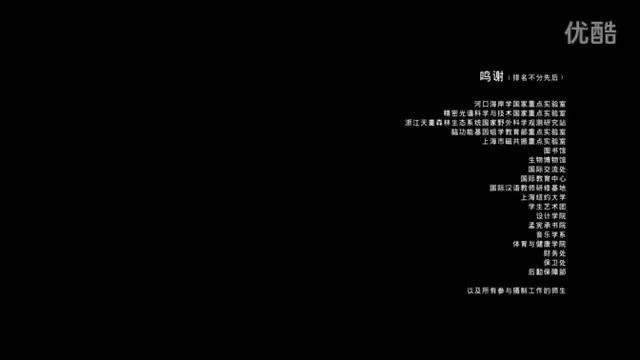 优酷
鸣谢（排名不分先后）
河口海岸学国家重点实验室
精密光谱科学与技术国家重点实验室
浙江天童森林生态系统国家野外科学观测研究站
脑功能基因组学教育部重点实验室
上海市磁共振重点实验室
图书馆
生物博物馆
国际交流处
国际教育中心
国际汉语教师研修基地
上海纽约大学
学生艺术团
设计学院
孟宪承书院
音乐学系
体育与健康学院
财务处
保卫处
后勤保障部
以及所有参与摄制工作的师生